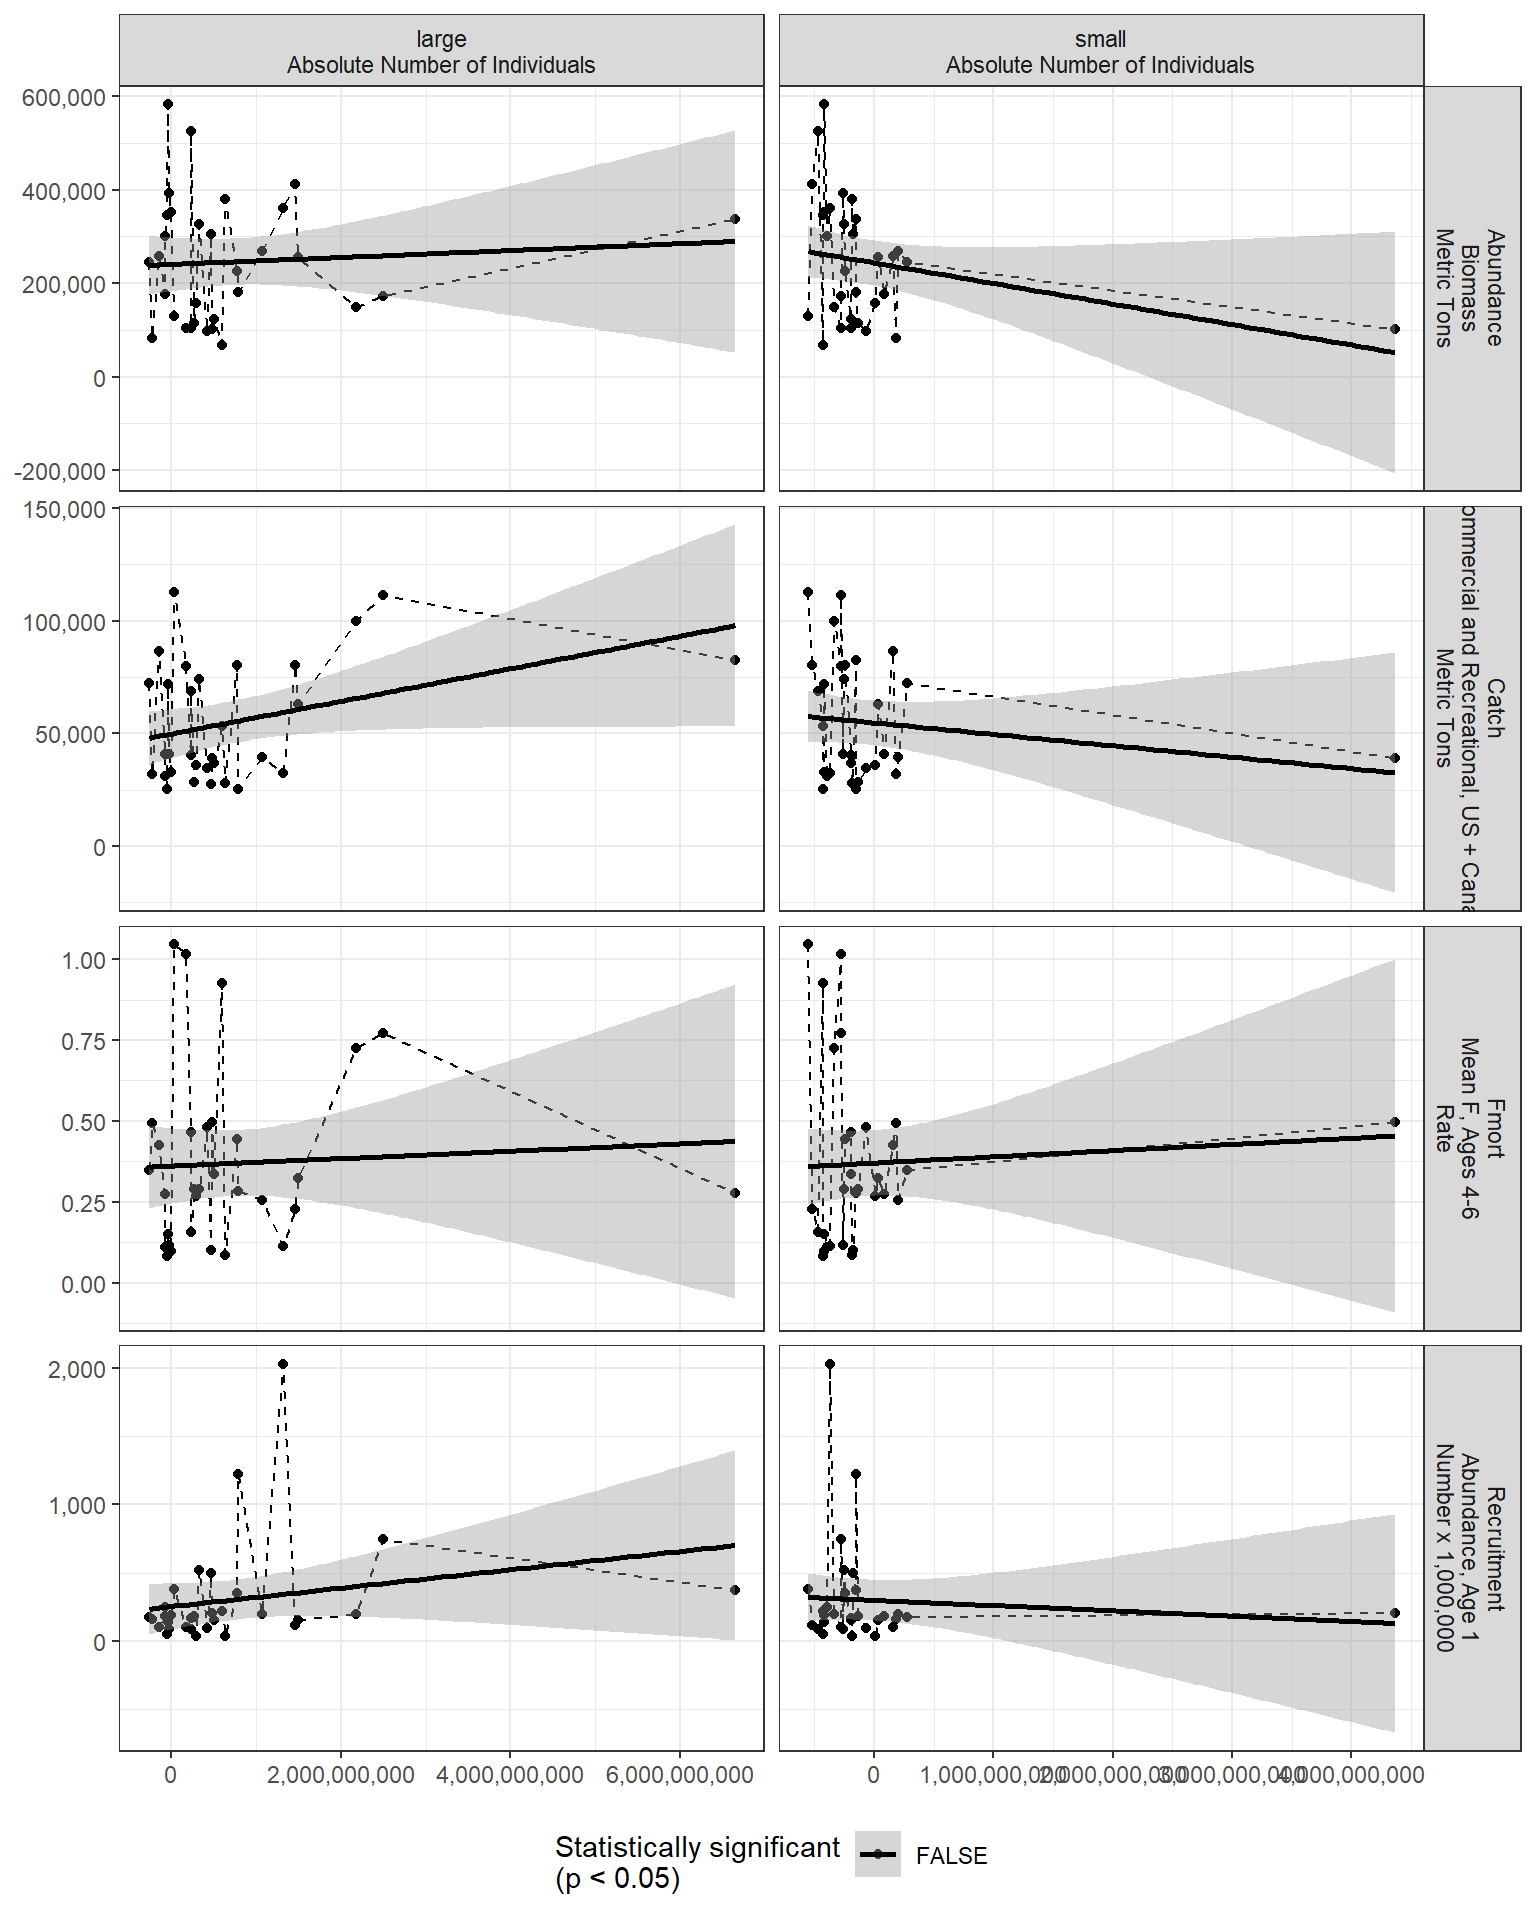 large
Absolute Number of Individuals
small
Absolute Number of Individuals
600,000
400,000
200,000
0
-200,000
Abundance
Biomass
Metric Tons
150,000
100,000
50,000
0
Catch
ommercial and Recreational, US + Cana
Metric Tons
1.00
0.75
0.50
0.25
0.00
Fmort
Mean F, Ages 4-6
Rate
2,000
1,000
0
Recruitment
Abundance, Age 1
Number x 1,000,000
0 2,000,000,000 4,000,000,000 6,000,000,000
0 1,000,000,000 2,000,000,000 3,000,000,000 4,000,000,000
Statistically significant
(p < 0.05)
FALSE